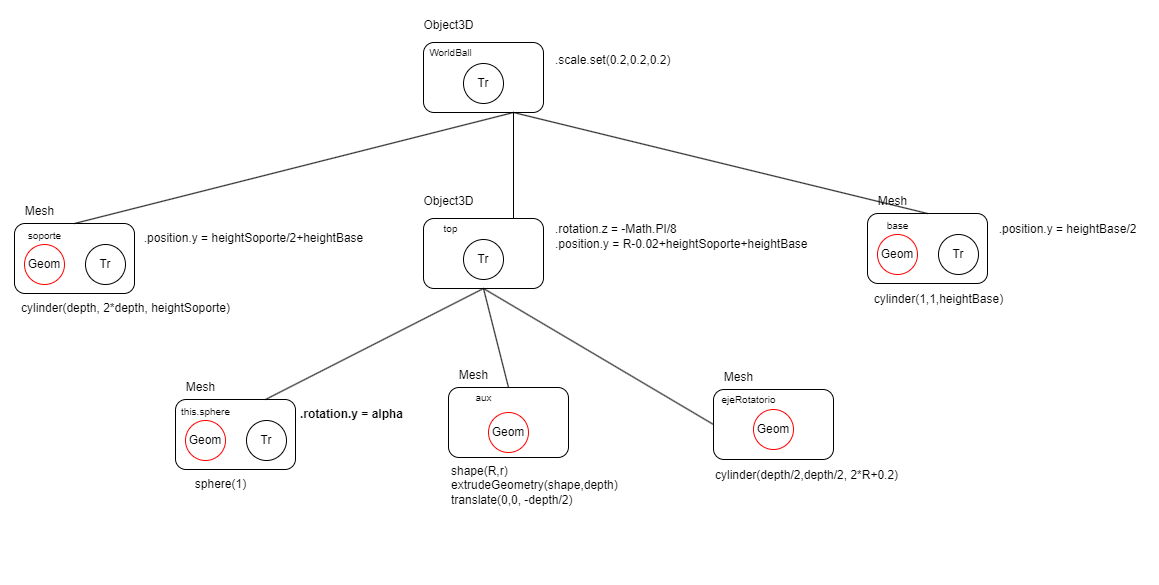 Object3D
WorldBall
Tr
.scale.set(0.2,0.2,0.2)
Mesh
soporte
Geom
Tr
.position.y = heightSoporte/2+heightBase
cylinder(depth, 2*depth, heightSoporte)
Object3D
top
Tr
.rotation.z = -Math.PI/8
.position.y = R-0.02+heightSoporte+heightBase
Mesh
base
Geom
Tr
.position.y = heightBase/2
cylinder(1,1,heightBase)
Mesh
this.sphere
Geom
Tr
.rotation.y = alpha
sphere(1)
Mesh
aux
Geom
shape(R,r)
extrudeGeometry(shape,depth)
translate(0,0, -depth/2)
Mesh
ejeRotatorio
Geom
cylinder(depth/2,depth/2, 2*R+0.2)